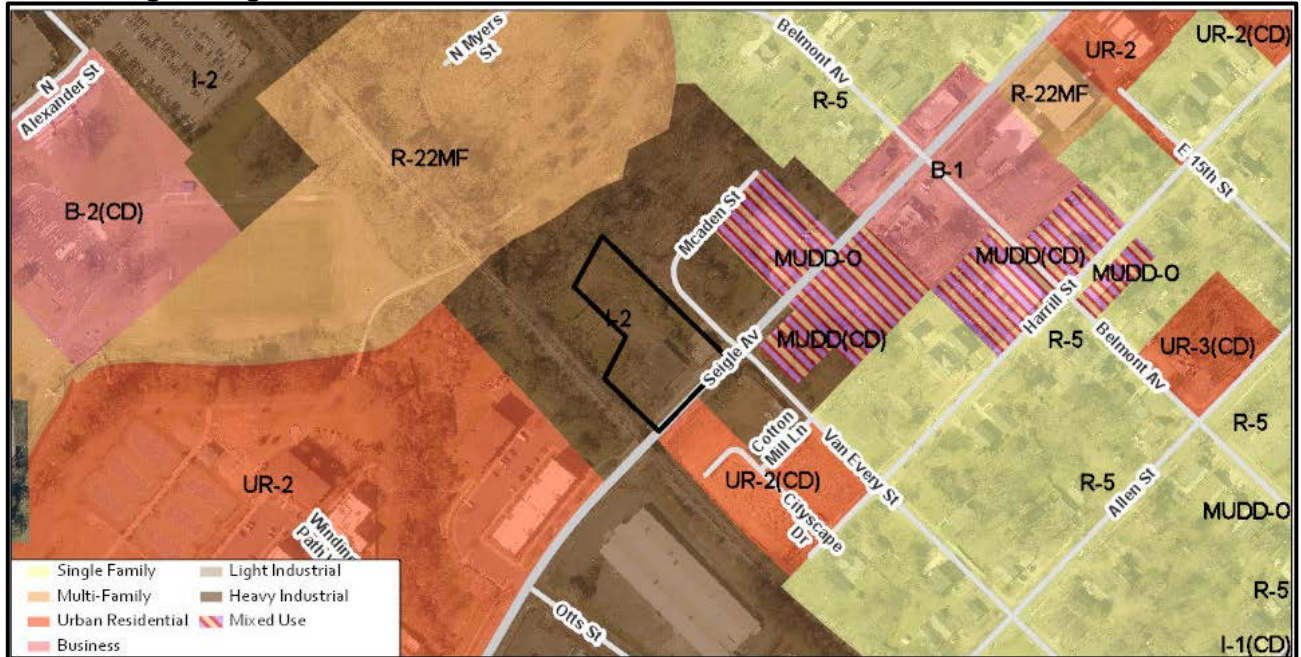 N Myers
St
Belmont Av
UR-2
UR-2(CD)
N
Alexander St
I-2
R-5
R-22MF
R-22MF
E 15th St
B-1
B-2(CD)
Mcaden St
MUDD-O
MUDD(CD)
MUDD-O
Harrill St
I-2
Seigle Av
MUDD(CD)
R-5
Belmont Av
UR-3(CD)
Cotton
Mill Ln
Van Every St
R-5
UR-2
UR-2(CD)
Cityscape
Dr
R-5
Allen St
MUDD-O
Winding
Path
R-5
Otts St
I-1(CD)
Single Family
Light Industrial
Multi-Family
Heavy Industrial
Urban Residential
Mixed Use
Business